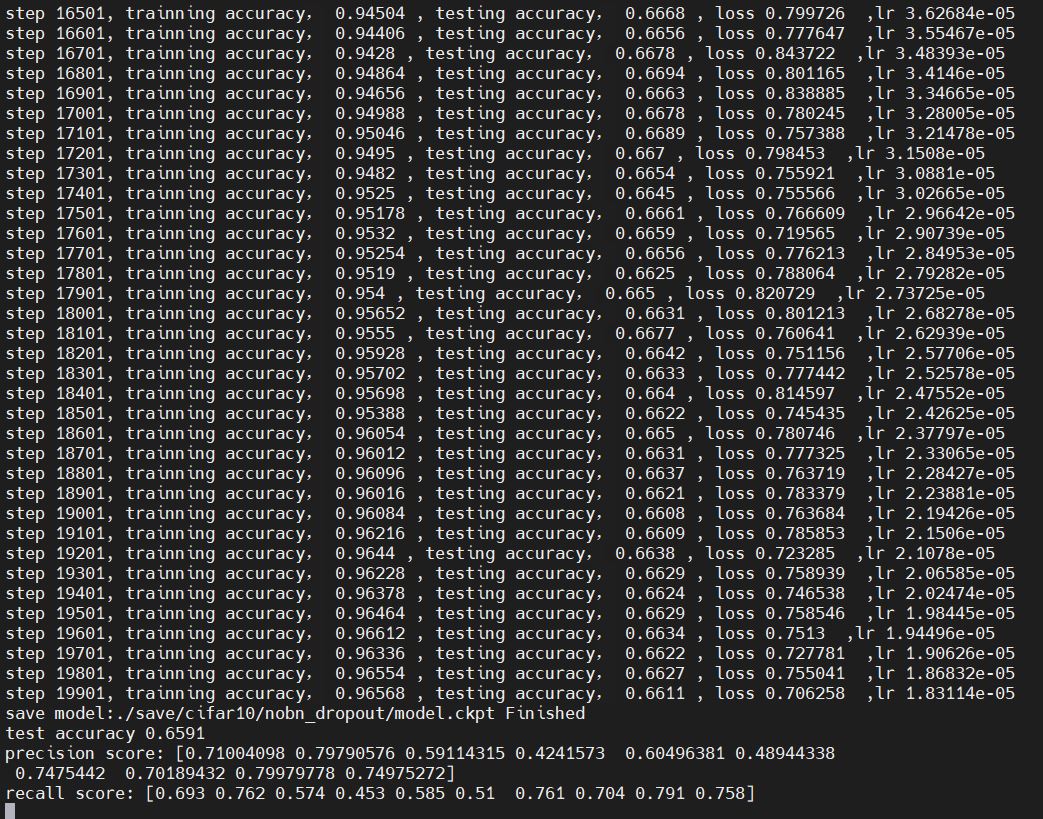 step 16501, trainning accuracy， 0.94504 , testing accuracy， 0.6668 , loss 0.799726 ,lr 3.62684e-05
step 16601, trainning accuracy， 0.94406 , testing accuracy， 0.6656 , loss 0.777647 ,lr 3.55467e-05
step 16701, trainning accuracy， 0.9428 , testing accuracy， 0.6678 , loss 0.843722 ,lr 3.48393e-05
step 16801, trainning accuracy， 0.94864 , testing accuracy， 0.6694 , loss 0.801165 ,lr 3.4146e-05
step 16901, trainning accuracy， 0.94656 , testing accuracy， 0.6663 , loss 0.838885 ,lr 3.34665e-05
step 17001, trainning accuracy， 0.94988 , testing accuracy， 0.6678 , loss 0.780245 ,lr 3.28005e-05
step 17101, trainning accuracy， 0.95046 , testing accuracy， 0.6689 , loss 0.757388 ,lr 3.21478e-05
step 17201, trainning accuracy， 0.9495 , testing accuracy， 0.667 , loss 0.798453 ,lr 3.1508e-05
step 17301, trainning accuracy， 0.9482 , testing accuracy， 0.6654 , loss 0.755921 ,lr 3.0881e-05
step 17401, trainning accuracy， 0.9525 , testing accuracy， 0.6645 , loss 0.755566 ,lr 3.02665e-05
step 17501, trainning accuracy， 0.95178 , testing accuracy， 0.6661 , loss 0.766609 ,lr 2.96642e-05
step 17601, trainning accuracy， 0.9532 , testing accuracy， 0.6659 , loss 0.719565 ,lr 2.90739e-05
step 17701, trainning accuracy， 0.95254 , testing accuracy， 0.6656 , loss 0.776213 ,lr 2.84953e-05
step 17801, trainning accuracy， 0.9519 , testing accuracy， 0.6625 , loss 0.788064 ,lr 2.79282e-05
step 17901, trainning accuracy， 0.954 , testing accuracy， 0.665 , loss 0.820729 ,lr 2.73725e-05
step 18001, trainning accuracy， 0.95652 , testing accuracy， 0.6631 , loss 0.801213 ,lr 2.68278e-05
step 18101, trainning accuracy， 0.9555 , testing accuracy， 0.6677 , loss 0.760641 ,lr 2.62939e-05
step 18201, trainning accuracy， 0.95928 , testing accuracy， 0.6642 , loss 0.751156 ,lr 2.57706e-05
step 18301, trainning accuracy， 0.95702 , testing accuracy， 0.6633 , loss 0.777442 ,lr 2.52578e-05
step 18401, trainning accuracy， 0.95698 , testing accuracy， 0.664 , loss 0.814597 ,lr 2.47552e-05
step 18501, trainning accuracy， 0.95388 , testing accuracy， 0.6622 , loss 0.745435 ,lr 2.42625e-05
step 18601, trainning accuracy， 0.96054 , testing accuracy， 0.665 , loss 0.780746 ,lr 2.37797e-05
step 18701, trainning accuracy， 0.96012 , testing accuracy， 0.6631 , loss 0.777325 ,lr 2.33065e-05
step 18801, trainning accuracy， 0.96096 , testing accuracy， 0.6637 , loss 0.763719 ,lr 2.28427e-05
step 18901, trainning accuracy， 0.96016 , testing accuracy， 0.6621 , loss 0.783379 ,lr 2.23881e-05
step 19001, trainning accuracy， 0.96084 , testing accuracy， 0.6608 , loss 0.763684 ,lr 2.19426e-05
step 19101, trainning accuracy， 0.96216 , testing accuracy， 0.6609 , loss 0.785853 ,lr 2.1506e-05
step 19201, trainning accuracy， 0.9644 , testing accuracy， 0.6638 , loss 0.723285 ,lr 2.1078e-05
step 19301, trainning accuracy， 0.96228 , testing accuracy， 0.6629 , loss 0.758939 ,lr 2.06585e-05
step 19401, trainning accuracy， 0.96378 , testing accuracy， 0.6624 , loss 0.746538 ,lr 2.02474e-05
step 19501, trainning accuracy， 0.96464 , testing accuracy， 0.6629 , loss 0.758546 ,lr 1.98445e-05
step 19601, trainning accuracy， 0.96612 , testing accuracy， 0.6634 , loss 0.7513 ,lr 1.94496e-05
step 19701, trainning accuracy， 0.96336 , testing accuracy， 0.6622 , loss 0.727781 ,lr 1.90626e-05
step 19801, trainning accuracy， 0.96554 , testing accuracy， 0.6627 , loss 0.755041 ,lr 1.86832e-05
step 19901, trainning accuracy， 0.96568 , testing accuracy， 0.6611 , loss 0.706258 ,lr 1.83114e-05
save model:./save/cifar10/nobn_dropout/model.ckpt Finished
test accuracy 0.6591
precision score: [0.71004098 0.79790576 0.59114315 0.4241573 0.60496381 0.48944338
0.7475442 0.70189432 0.79979778 0.74975272]
recall score: [0.693 0.762 0.574 0.453 0.585 0.51 0.761 0.704 0.791 0.758]